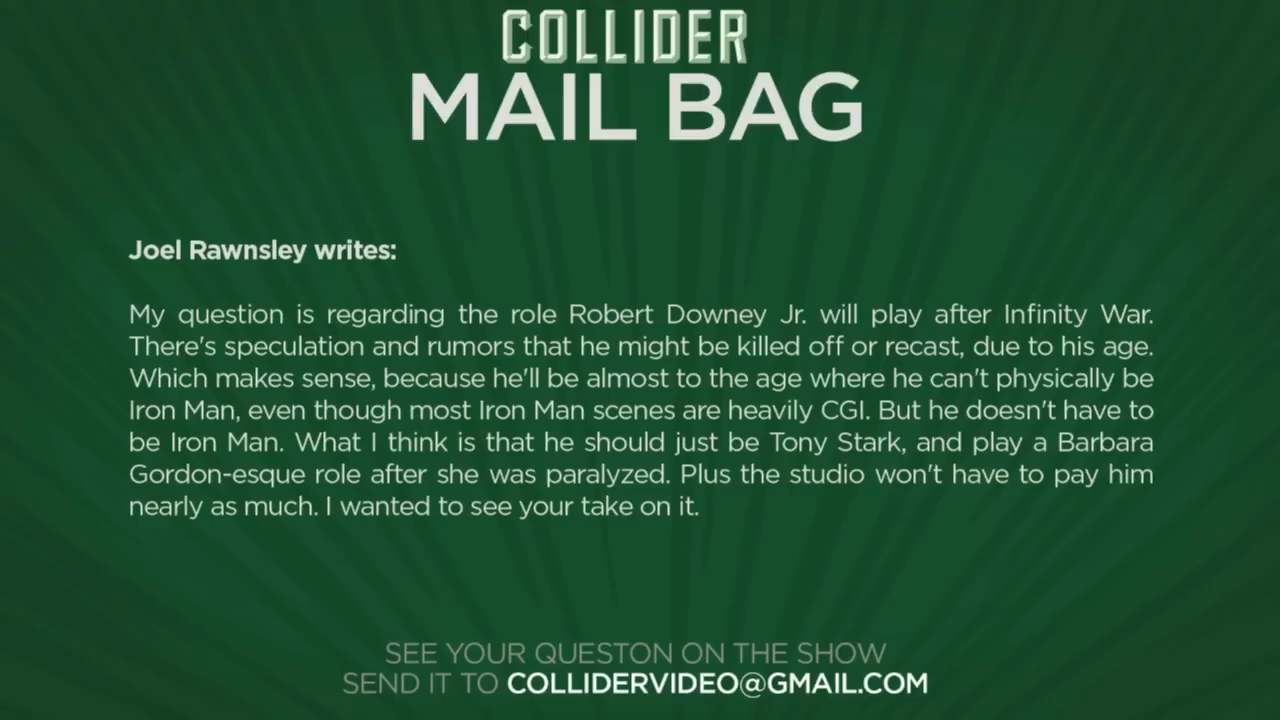 COLLIDER
MAIL BAG
Joel Rawnsley writes:
My question is regarding the role Robert Downey Jr. will play after Infinity War.
There's speculation and rumors that he might be killed off or recast, due to his age.
Which makes sense, because he'll be almost to the age where he can't physically be
Iron Man, even though most Iron Man scenes are heavily CGI. But he doesn't have to
be Iron Man. What I think is that he should just be Tony Stark, and play a Barbara
Gordon-esque role after she was paralyzed. Plus the studio won't have to pay him
nearly as much. I wanted to see your take on it.
SEE YOUR QUESTON ON THE SHOW
SEND IT TO COLLIDERVIDEO@GMAIL.COM